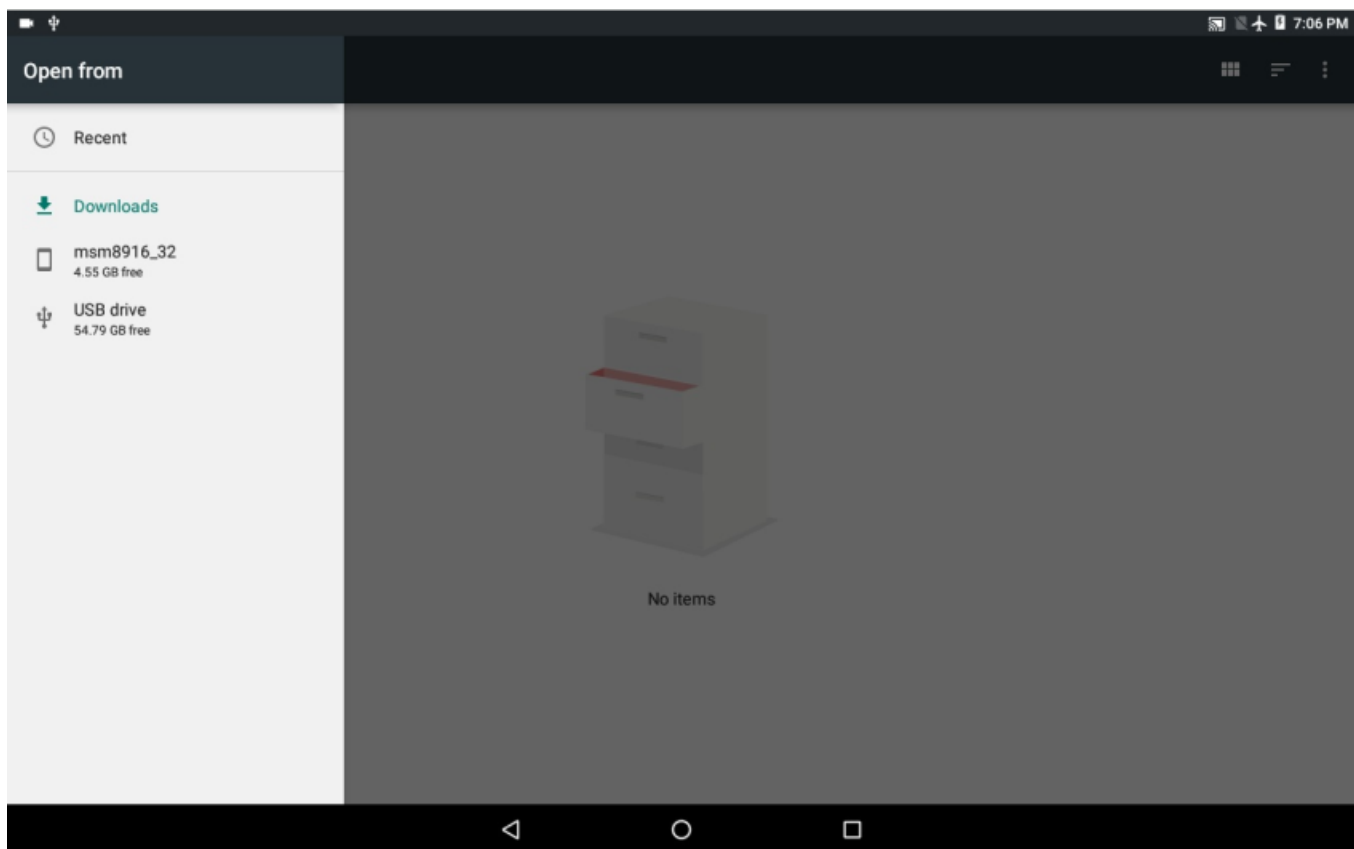 7:06 PM
Open from
Recent
Downloads
msm8916_32
4.55 GB free
USB drive
54.79 GB free
No items